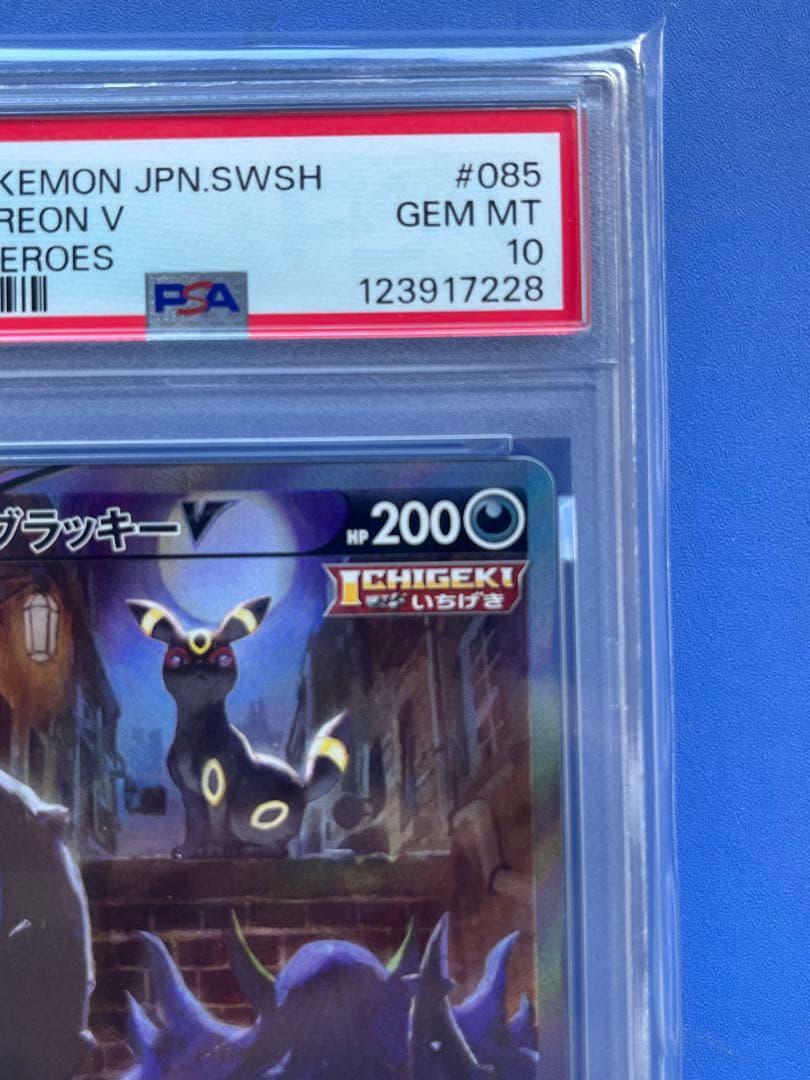 KEMON JPN.SWSH #085
REON V GEM MT
EROES 10
PSA 123917228
ブラッキーV HP 200
ICHIGEKI
いちげき